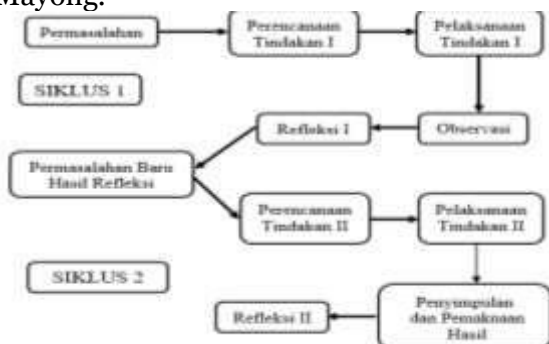 Mayong.
Permasalahan
Perencanaan
Tindakan I
Pelaksanaan
Tindakan I
SIKLUS 1
Refleksi I
Observasi
Permasalahan Baru
Hasil Refleksi
Perencanaan
Tindakan II
Pelaksanaan
Tindakan II
SIKLUS 2
Refleksi II
Penyimpulan
dan Pemaknaan
Hasil